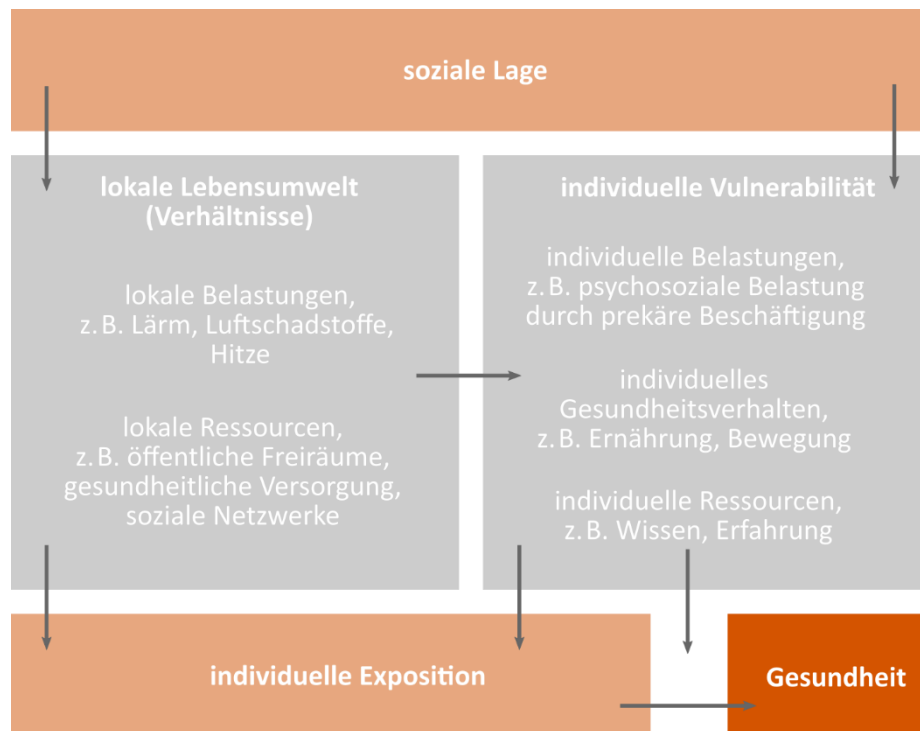 soziale Lage
lokale Lebensumwelt
(Verhältnisse)
lokale Belastungen,
z. B. Lärm, Luftschadstoffe,
Hitze
lokale Ressourcen,
z. B. öffentliche Freiräume,
gesundheitliche Versorgung,
soziale Netzwerke
individuelle Vulnerabilität
individuelle Belastungen,
z. B. psychosoziale Belastung
durch prekäre Beschäftigung
individuelles
Gesundheitsverhalten,
z. B. Ernährung, Bewegung
individuelle Ressourcen,
z. B. Wissen, Erfahrung
individuelle Exposition
Gesundheit